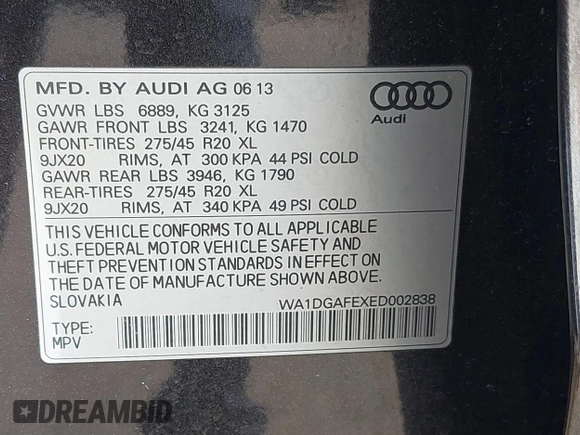 MFD. BY AUDI AG 06 13
GVWR LBS 6889, KG 3125
GAWR FRONT LBS 3241, KG 1470
FRONT-TIRES 275/45 R20 XL
9JX20 RIMS, AT 300 KPA 44 PSI COLD
GAWR REAR LBS 3946, KG 1790
REAR-TIRES 275/45 R20 XL
9JX20 RIMS, AT 340 KPA 49 PSI COLD
Audi
THIS VEHICLE CONFORMS TO ALL APPLICABLE
U.S. FEDERAL MOTOR VEHICLE SAFETY AND
THEFT PREVENTION STANDARDS IN EFFECT ON
THE DATE OF MANUFACTURE SHOWN ABOVE.
SLOVAKIA WA1DGAFEXED002838
TYPE:
MPV
DREAMBID